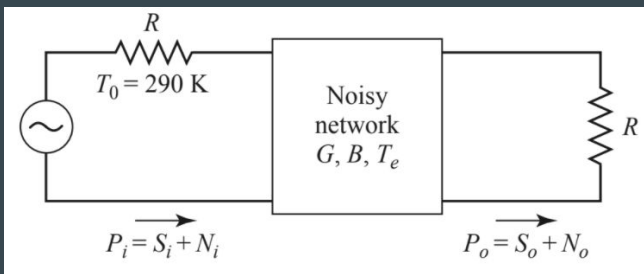 R
T₀ = 290 K
Noisy
network
G, B, Tₑ
R
Pᵢ = Sᵢ + Nᵢ
Pₒ = Sₒ + Nₒ